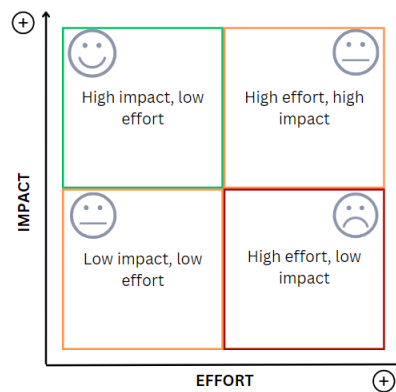 +
High impact, low
effort
High effort, high
impact
IMPACT
Low impact, low
effort
High effort, low
impact
EFFORT
+